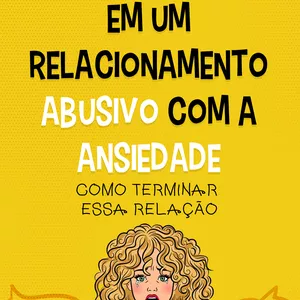 EM UM
RELACIONAMENTO
ABUSIVO COM A
ANSIEDADE
COMO TERMINAR
ESSA RELAÇÃO